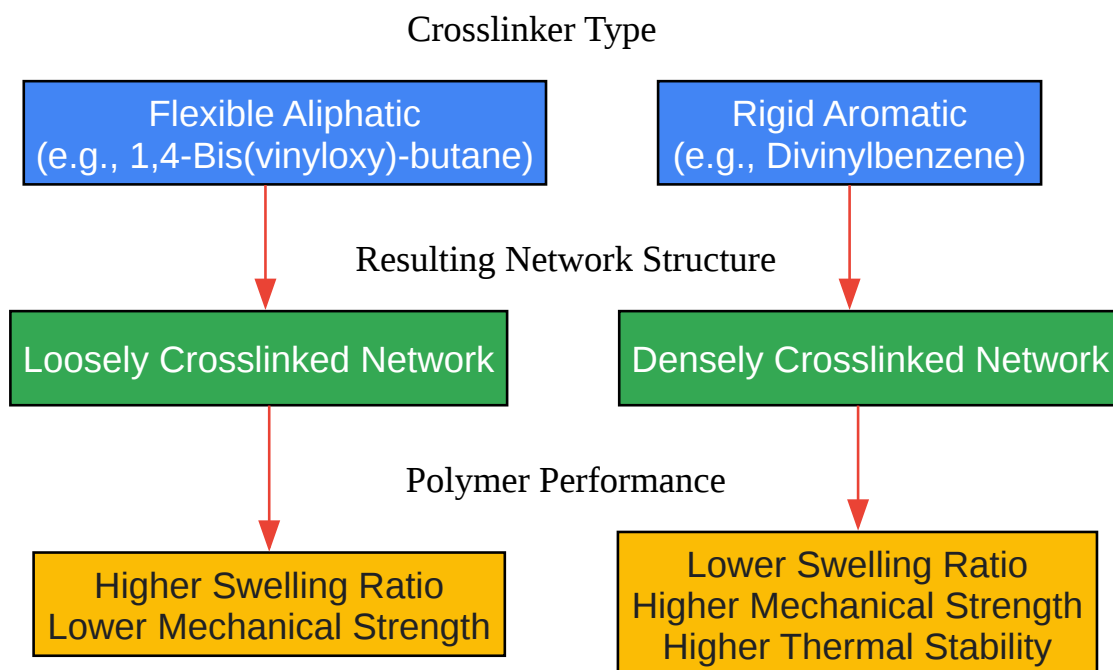 Crosslinker Type
Flexible Aliphatic
(e.g., 1,4-Bis(vinyloxy)-butane)
Rigid Aromatic
(e.g., Divinylbenzene)
Resulting Network Structure
Loosely Crosslinked Network
Densely Crosslinked Network
Polymer Performance
Higher Swelling Ratio
Lower Mechanical Strength
Lower Swelling Ratio
Higher Mechanical Strength
Higher Thermal Stability